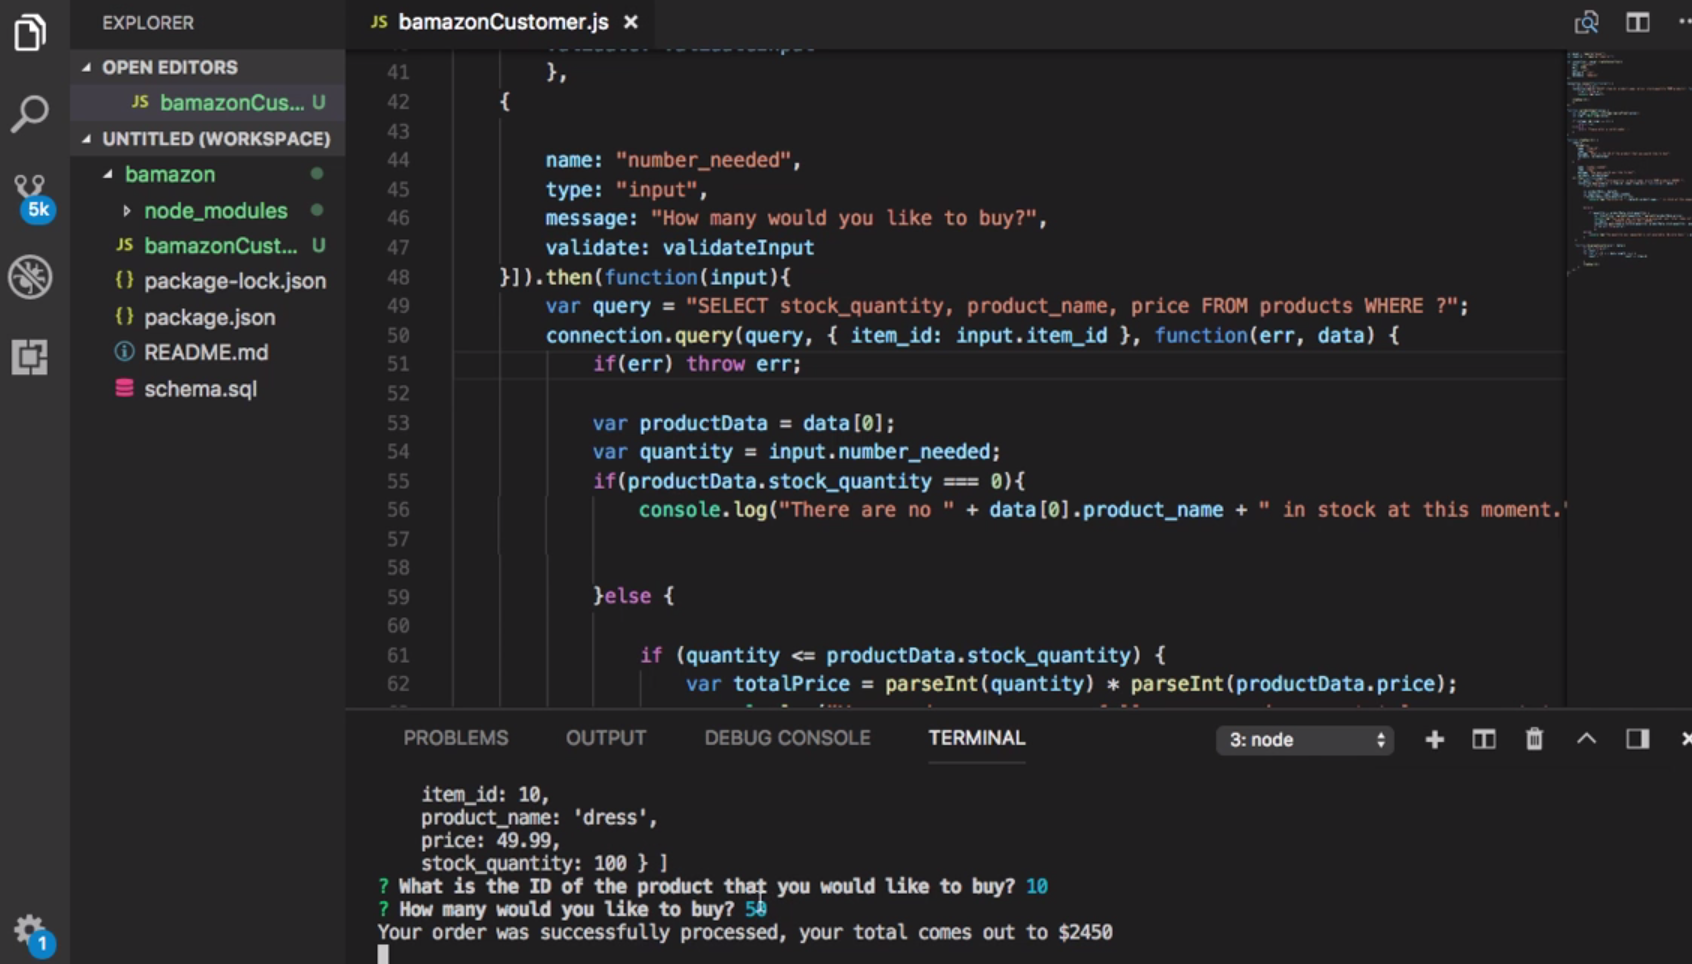 EXPLORER
OPEN EDITORS
JS bamazonCus... U
UNTITLED (WORKSPACE)
bamazon
node_modules
JS bamazonCust... U
{} package-lock.json
{} package.json
README.md
schema.sql
5k
1
JS bamazonCustomer.js ×
41 },
42 {
43
44 name: "number_needed",
45 type: "input",
46 message: "How many would you like to buy?",
47 validate: validateInput
48 }]).then(function(input){
49 var query = "SELECT stock_quantity, product_name, price FROM products WHERE ?";
50 connection.query(query, { item_id: input.item_id }, function(err, data) {
51 if(err) throw err;
52
53 var productData = data[0];
54 var quantity = input.number_needed;
55 if(productData.stock_quantity === 0){
56 console.log("There are no " + data[0].product_name + " in stock at this moment.
57
58
59 }else {
60
61 if (quantity <= productData.stock_quantity) {
62 var totalPrice = parseInt(quantity) * parseInt(productData.price);
PROBLEMS OUTPUT DEBUG CONSOLE TERMINAL 3: node
item_id: 10,
product_name: 'dress',
price: 49.99,
stock_quantity: 100 } ]
? What is the ID of the product that you would like to buy? 10
? How many would you like to buy? 50
Your order was successfully processed, your total comes out to $2450